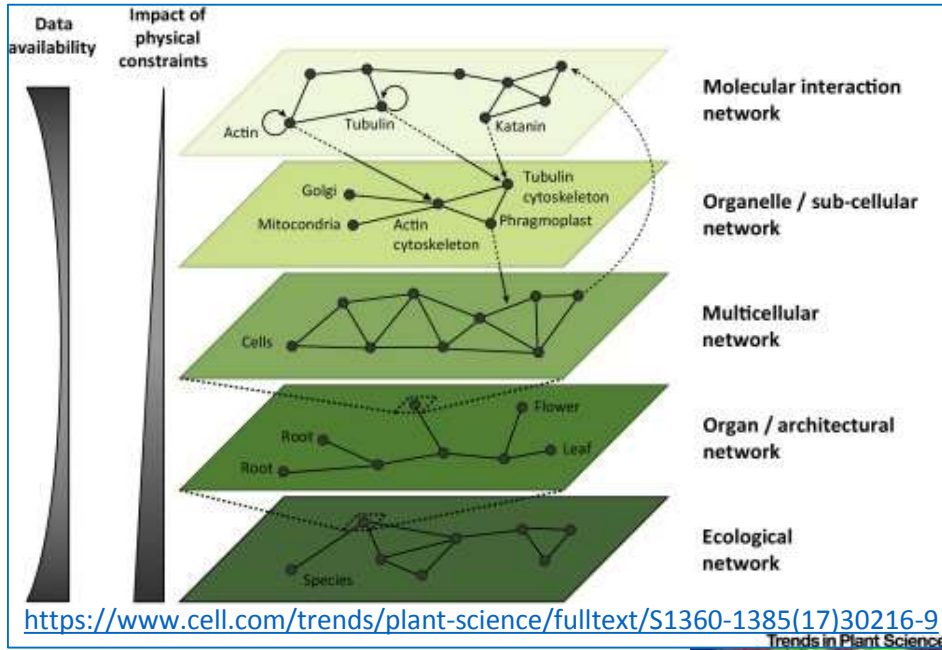 Data
availability
Impact of
physical
constraints
Molecular interaction
network
Actin
Tubulin
Katanin
Organelle / sub-cellular
network
Golgi
Mitocondria
Actin
cytoskeleton
Tubulin
cytoskeleton
Phragmoplast
Multicellular
network
Cells
Organ / architectural
network
Root
Root
Flower
Leaf
Ecological
network
Species
https://www.cell.com/trends/plant-science/fulltext/S1360-1385(17)30216-9
Trends in Plant Science